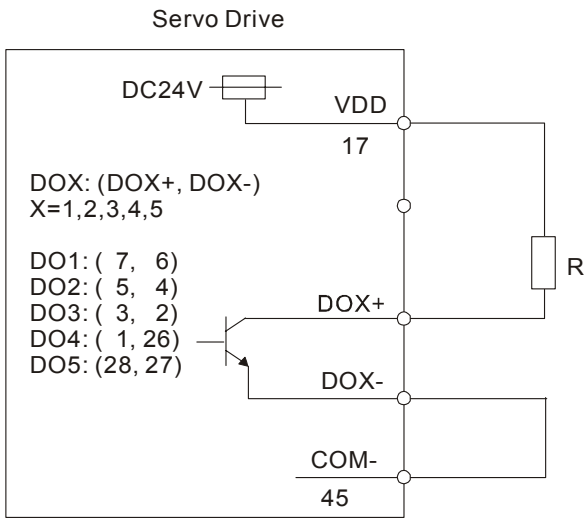 Servo Drive
DC24V
VDD
17
DOX: (DOX+, DOX-)
X=1,2,3,4,5
DO1: ( 7, 6)
DO2: ( 5, 4)
DO3: ( 3, 2)
DO4: ( 1, 26)
DO5: (28, 27)
R
DOX+
DOX-
COM-
45